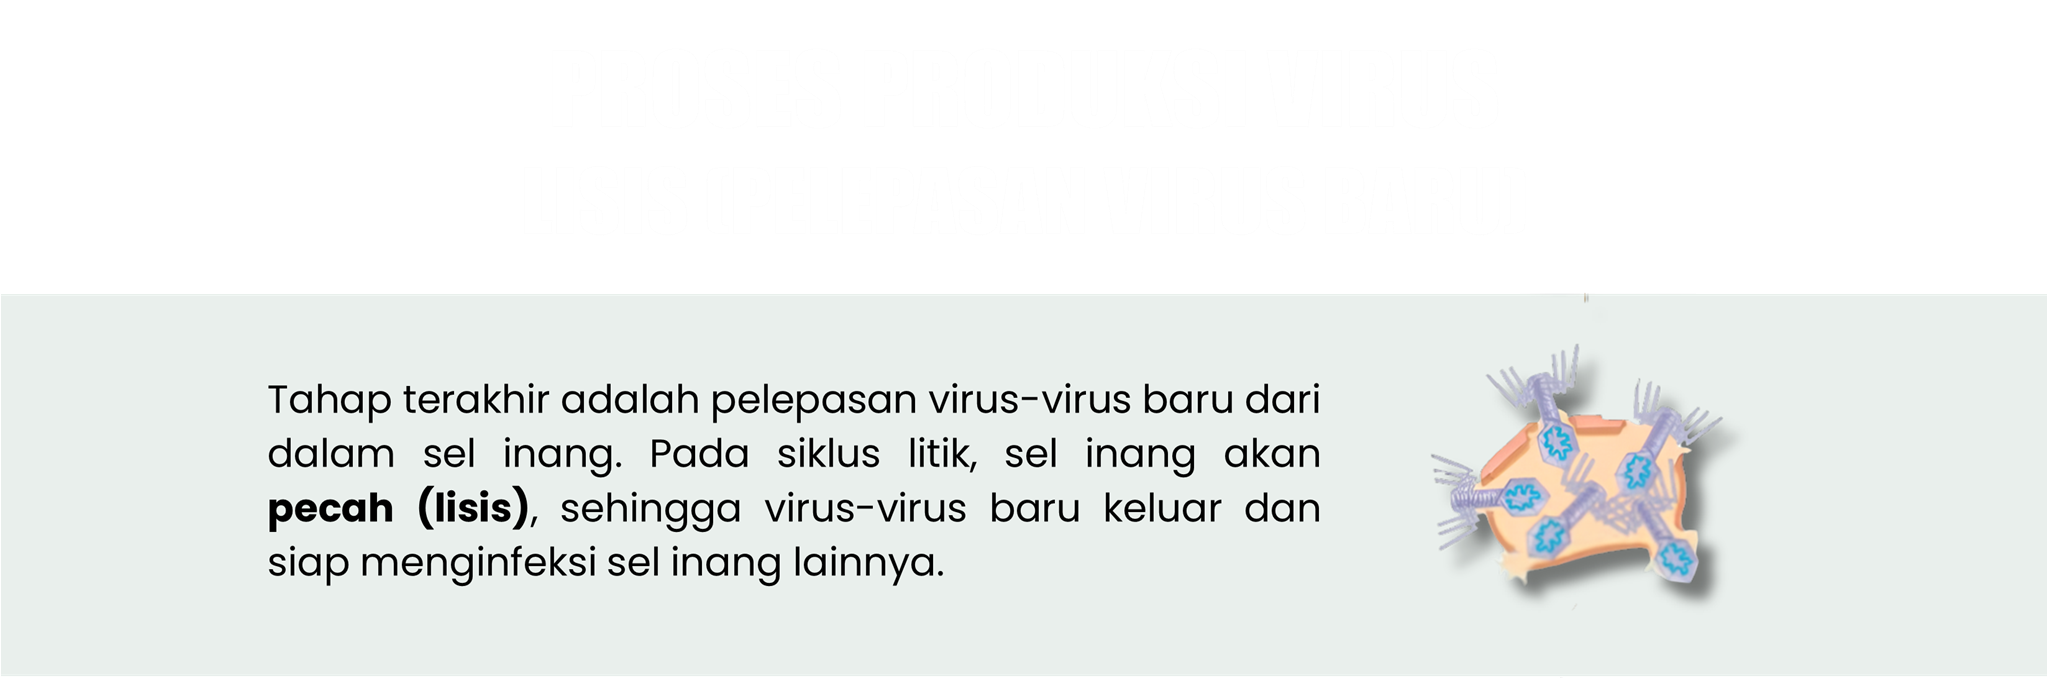 Tahap terakhir adalah pelepasan virus-virus baru dari
dalam sel inang. Pada siklus litik, sel inang akan
pecah (lisis), sehingga virus-virus baru keluar dan
siap menginfeksi sel inang lainnya.